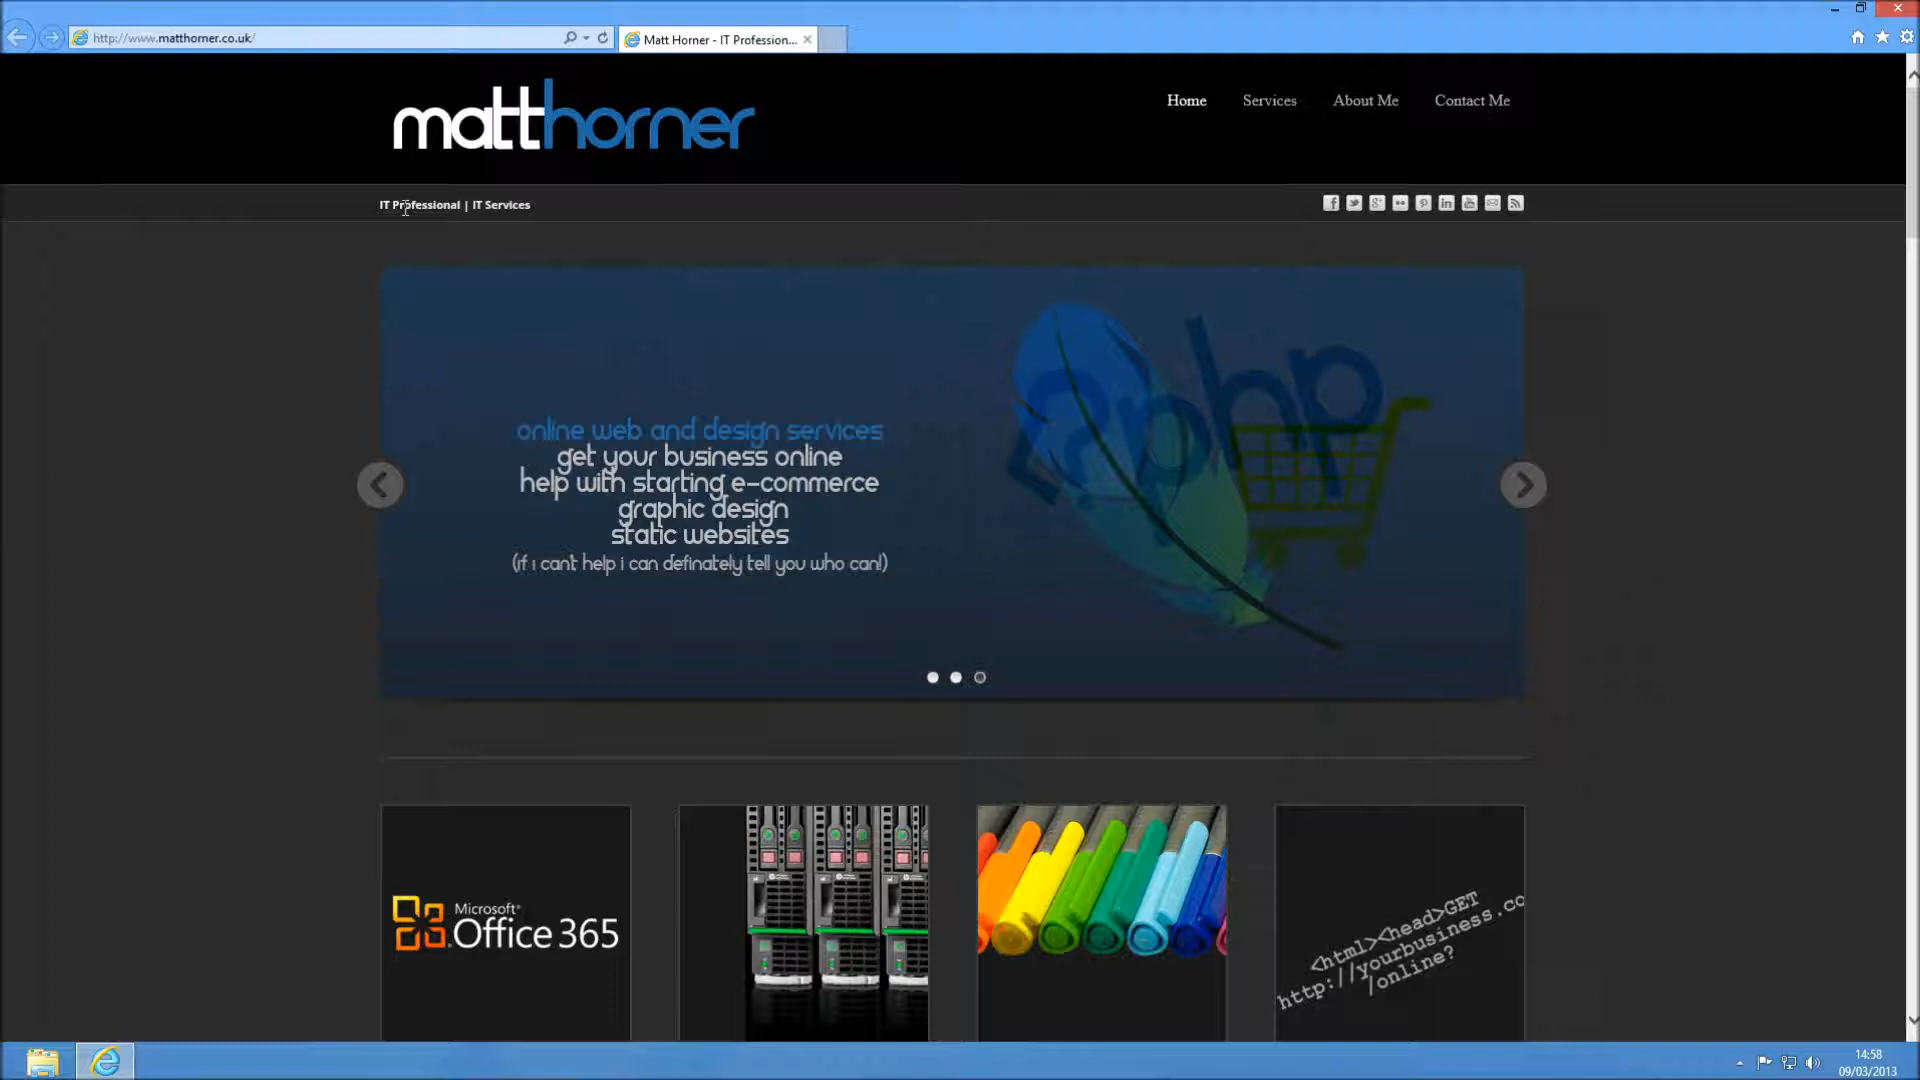 http://www.matthorner.co.uk/
Matt Horner - IT Profession...
matthorner
Home Services About Me Contact Me
IT Professional | IT Services
online web and design services
get your business online
help with starting e-commerce
graphic design
static websites
(if i can't help i can definately tell you who can!)
php
Microsoft®
Office 365
<html><head>GET
http://yourbusiness.co
/online?
14:58
09/03/2013